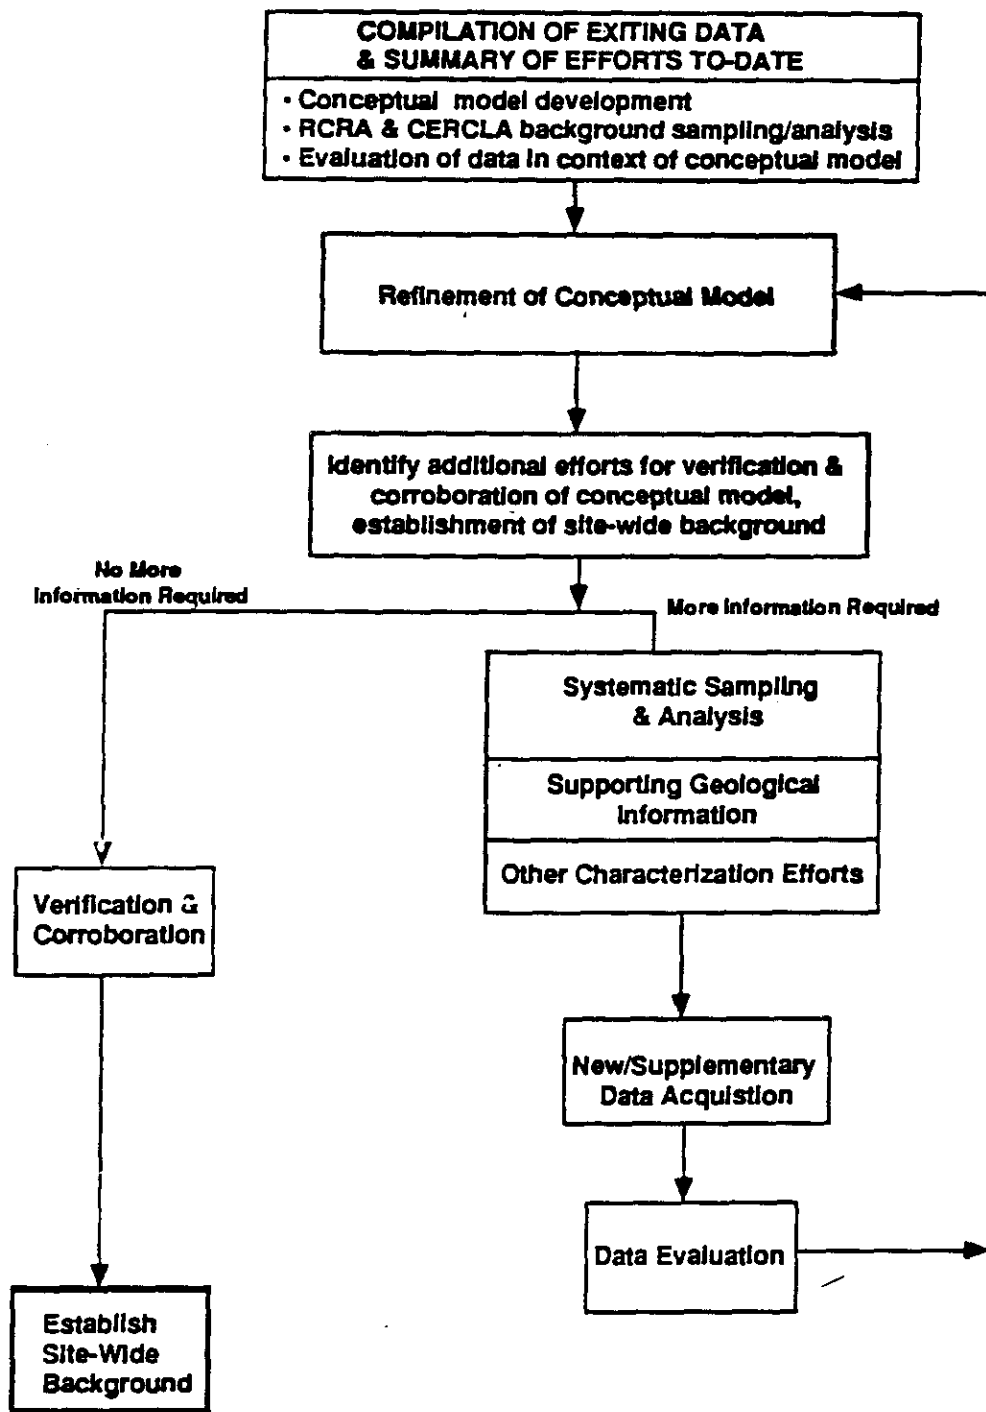 COMPILATION OF EXITING DATA
& SUMMARY OF EFFORTS TO-DATE
· Conceptual model development
· RCRA & CERCLA background sampling/analysis
· Evaluation of data in context of conceptual model
Refinement of Conceptual Model
Identify additional efforts for verification &
corroboration of conceptual model,
establishment of site-wide background
No More
Information Required
More Information Required
Systematic Sampling
& Analysis
Supporting Geological
Information
Other Characterization Efforts
Verification &
Corroboration
New/Supplementary
Data Acquistion
Data Evaluation
Establish
Site-Wide
Background